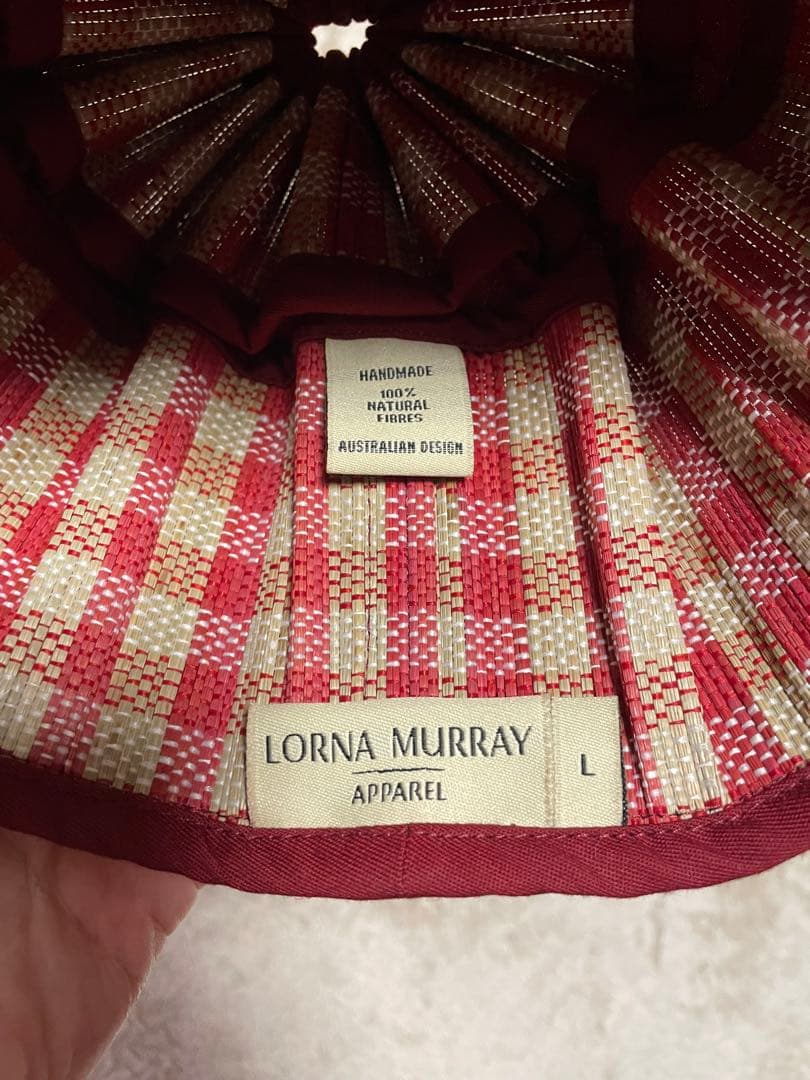 HANDMADE
100%
NATURAL
FIBRES
AUSTRALIAN DESIGN
LORNA MURRAY
APPAREL
L